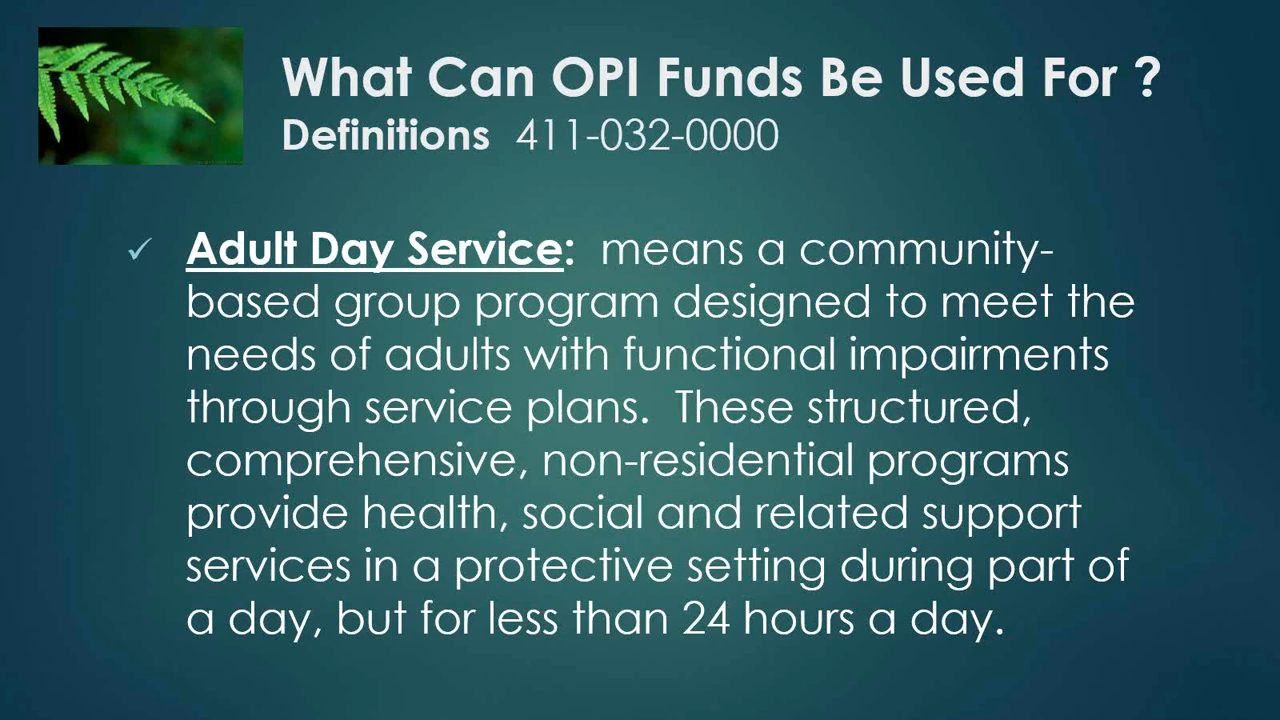 What Can OPI Funds Be Used For ?
Definitions 411-032-0000
✓ Adult Day Service: means a community-
based group program designed to meet the
needs of adults with functional impairments
through service plans. These structured,
comprehensive, non-residential programs
provide health, social and related support
services in a protective setting during part of
a day, but for less than 24 hours a day.